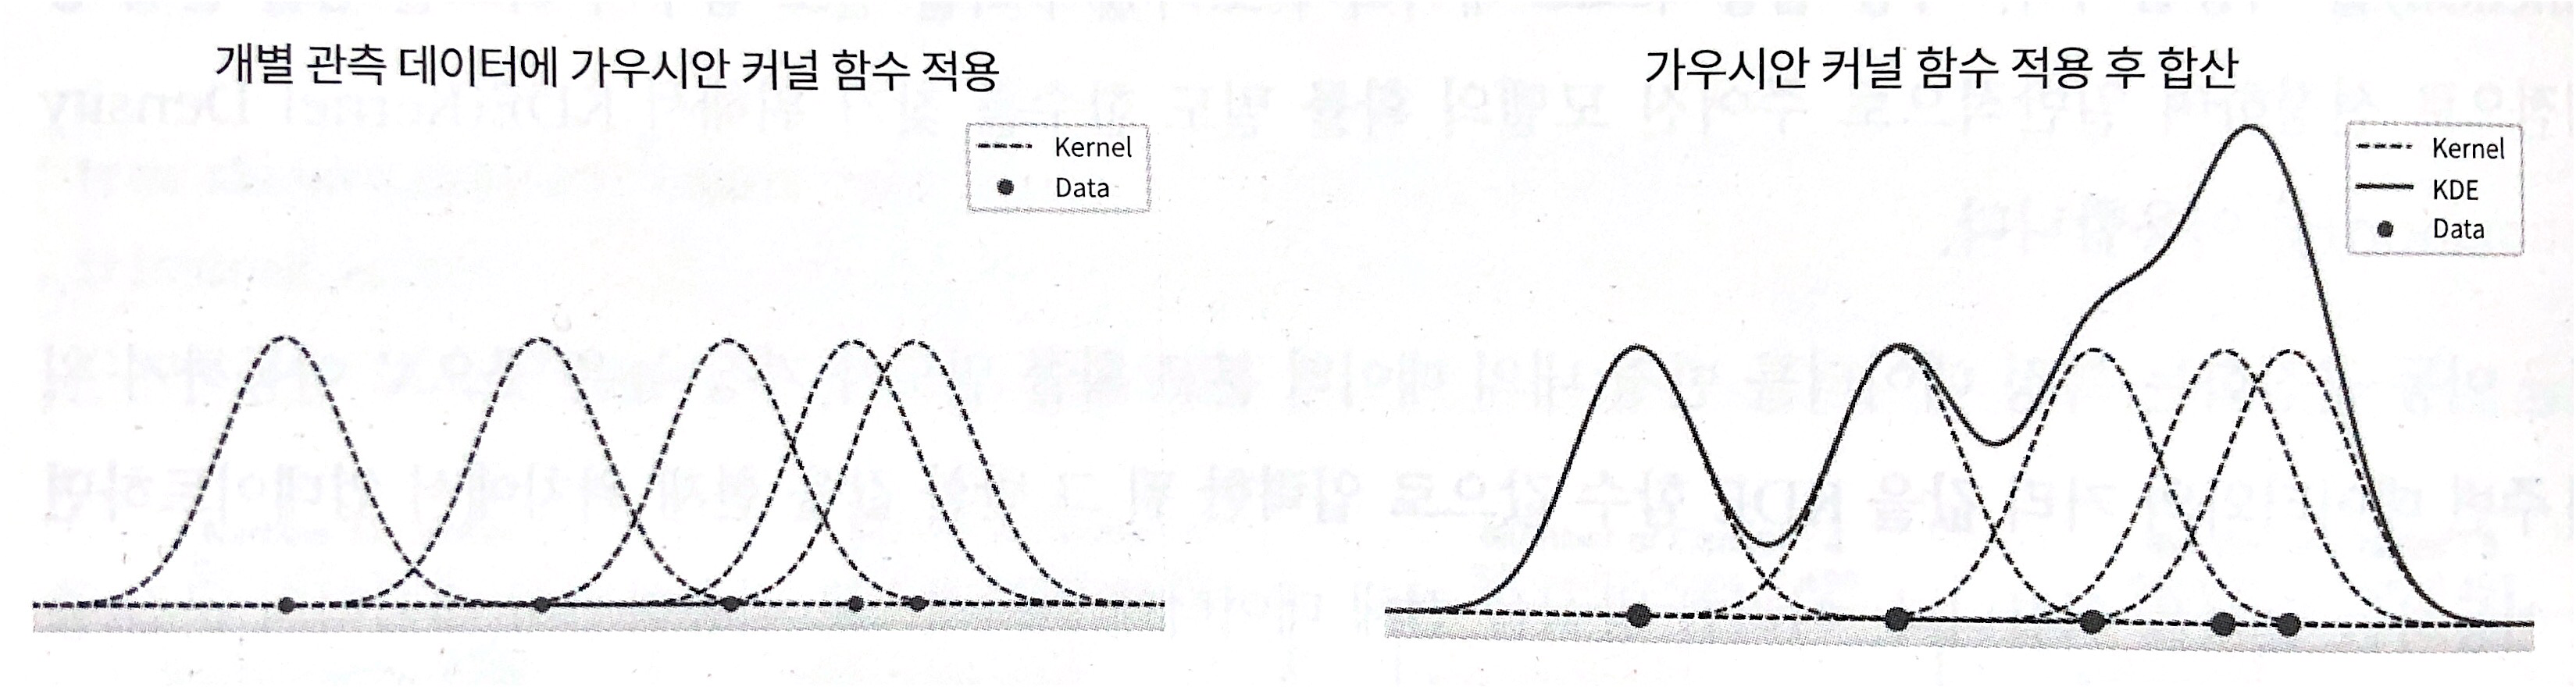 개별 관측 데이터에 가우시안 커널 함수 적용
Kernel
Data
가우시안 커널 함수 적용 후 합산
Kernel
KDE
Data